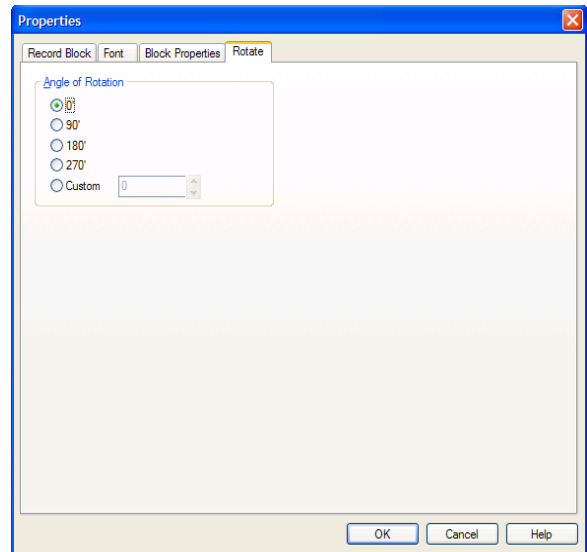 Properties
Record Block Font Block Properties Rotate
Angle of Rotation
0'
90'
180'
270'
Custom 0
OK Cancel Help